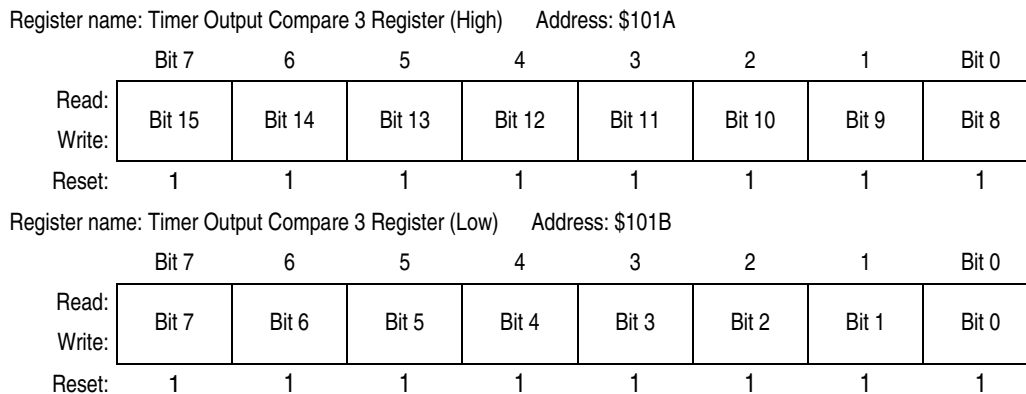 Register name: Timer Output Compare 3 Register (High) Address: $101A
Bit 7 6 5 4 3 2 1 Bit 0
Read:
Bit 15 Bit 14 Bit 13 Bit 12 Bit 11 Bit 10 Bit 9 Bit 8
Write:
Reset: 1 1 1 1 1 1 1 1
Register name: Timer Output Compare 3 Register (Low) Address: $101B
Bit 7 6 5 4 3 2 1 Bit 0
Read:
Bit 7 Bit 6 Bit 5 Bit 4 Bit 3 Bit 2 Bit 1 Bit 0
Write:
Reset: 1 1 1 1 1 1 1 1